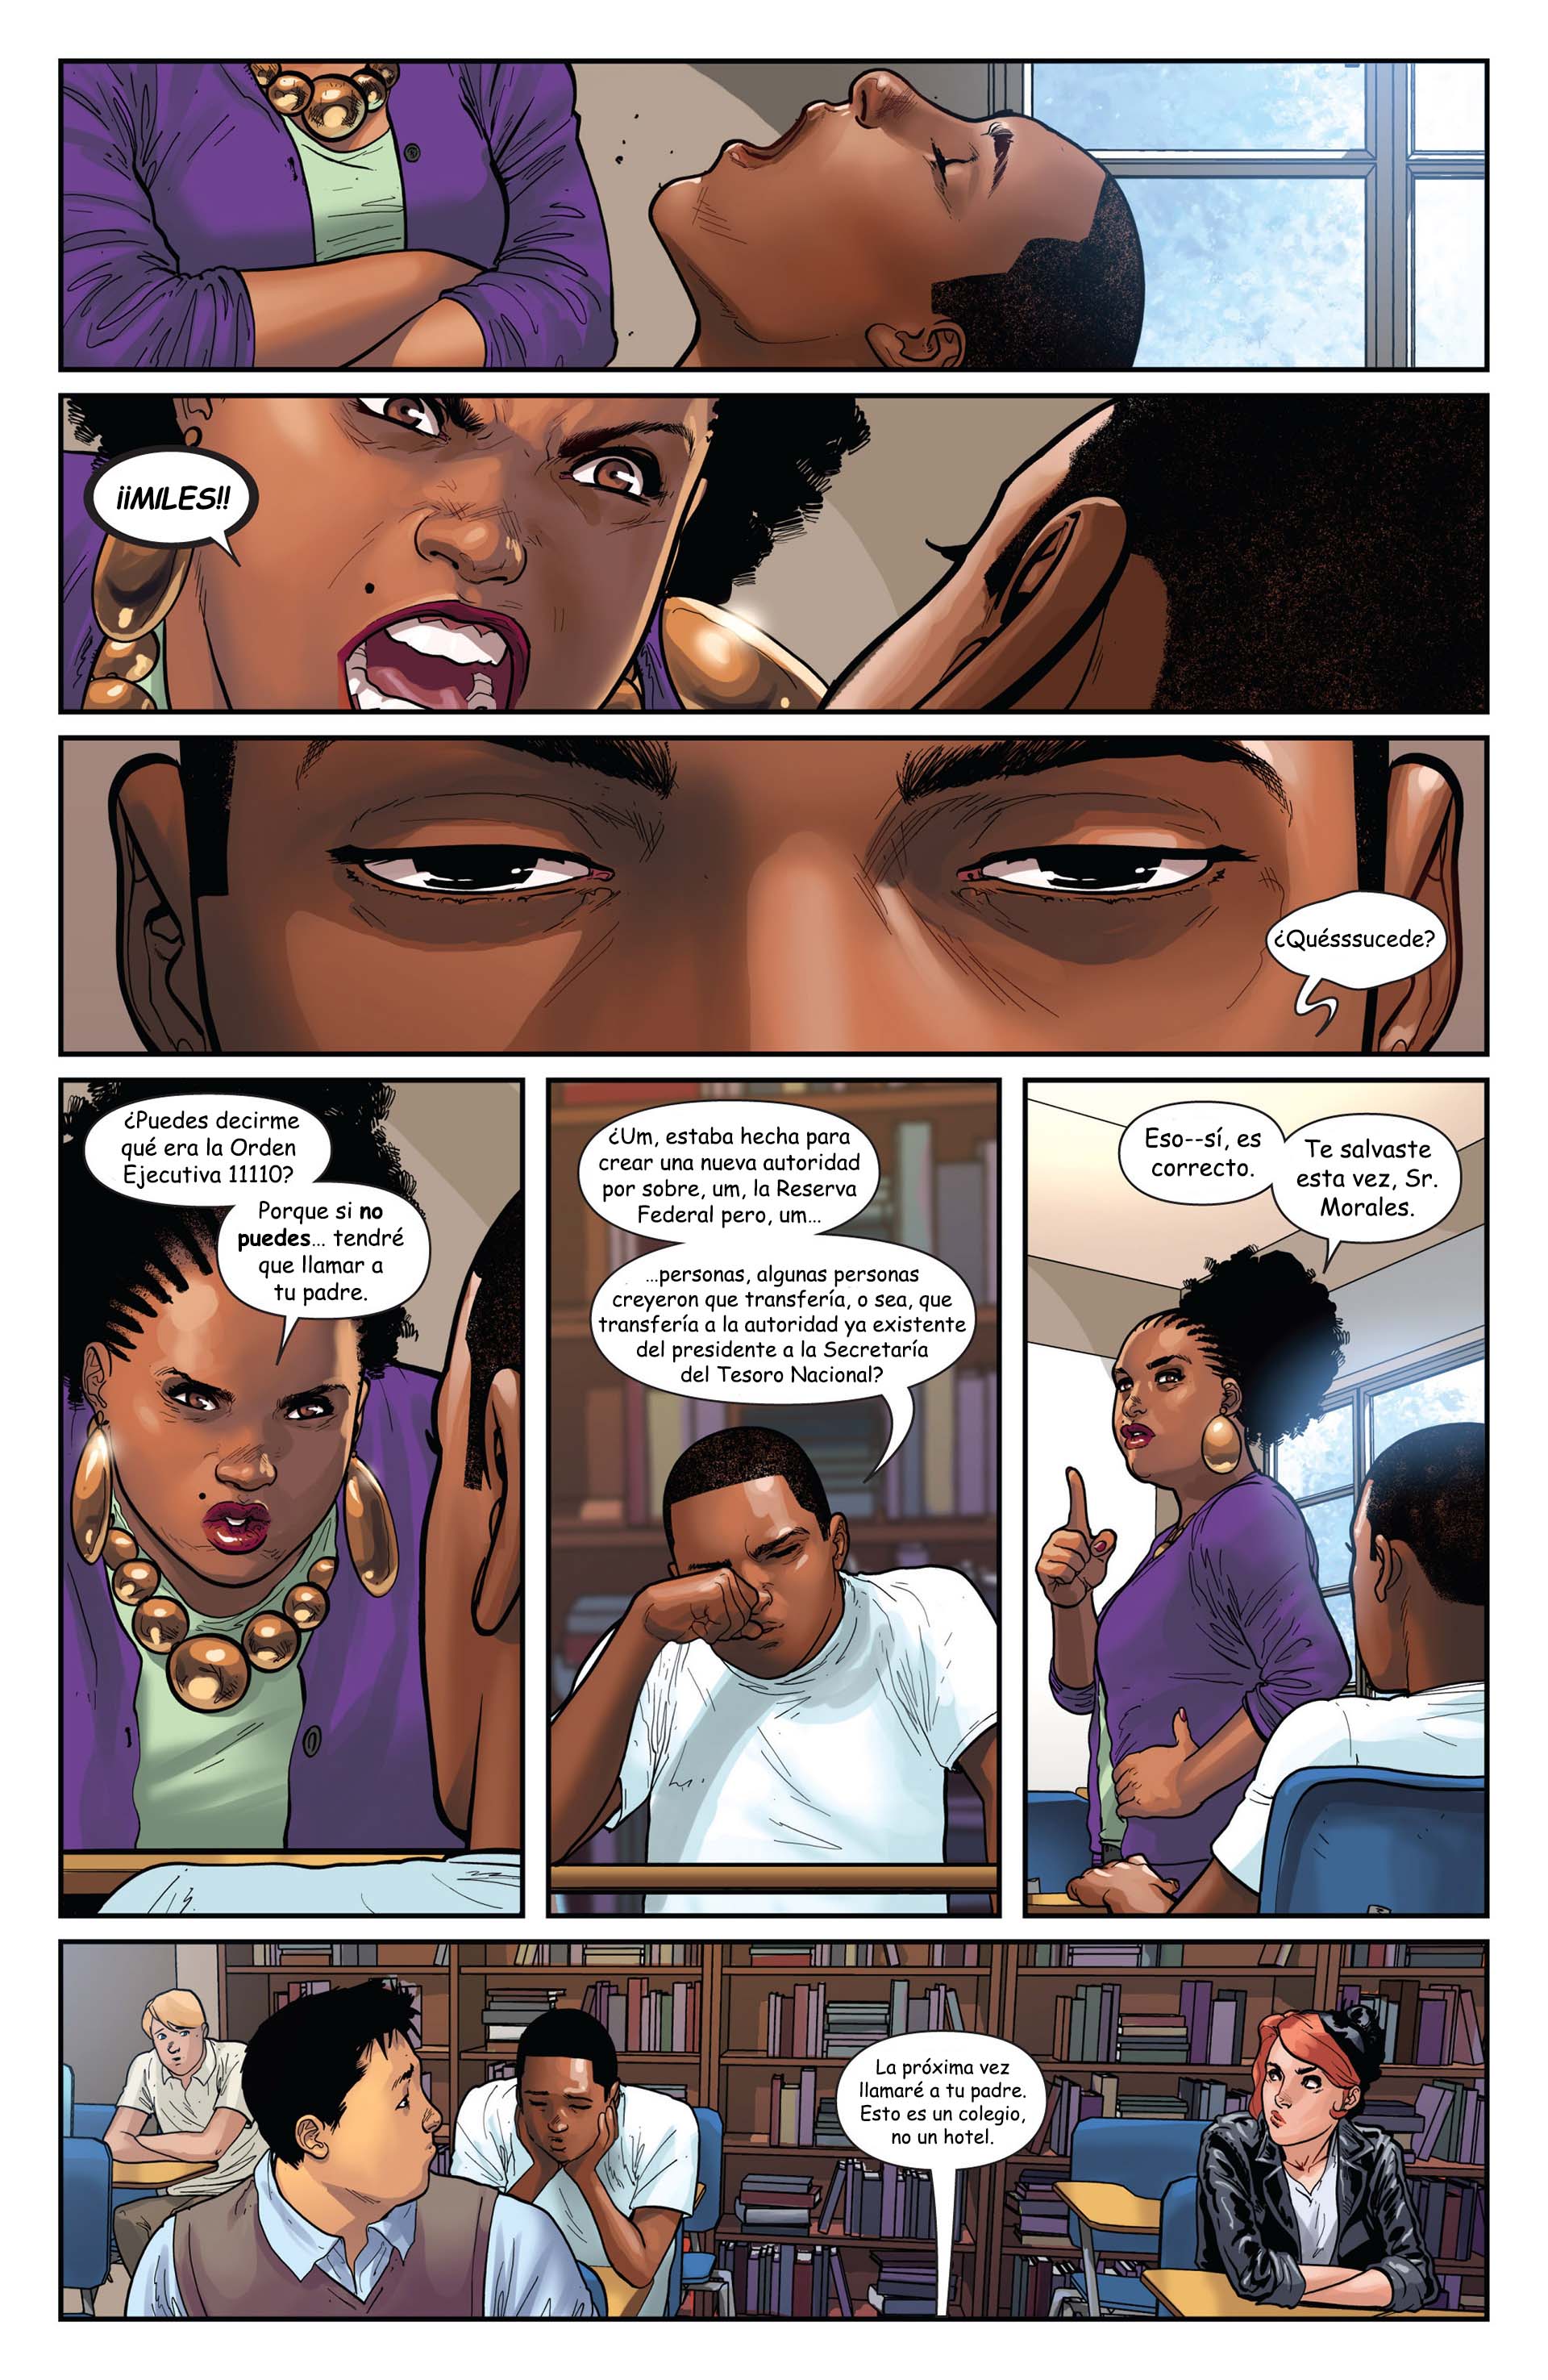 ¡¡MILES!!
¿Quésssucede?
¿Puedes decirme
qué era la Orden
Ejecutiva 11110?
Porque si no
puedes... tendré
que llamar a
tu padre.
¿Um, estaba hecha para
crear una nueva autoridad
por sobre, um, la Reserva
Federal pero, um...
...personas, algunas personas
creyeron que transfería, o sea, que
transfería a la autoridad ya existente
del presidente a la Secretaría
del Tesoro Nacional?
Eso--sí, es
correcto.
Te salvaste
esta vez, Sr.
Morales.
La próxima vez
llamaré a tu padre.
Esto es un colegio,
no un hotel.